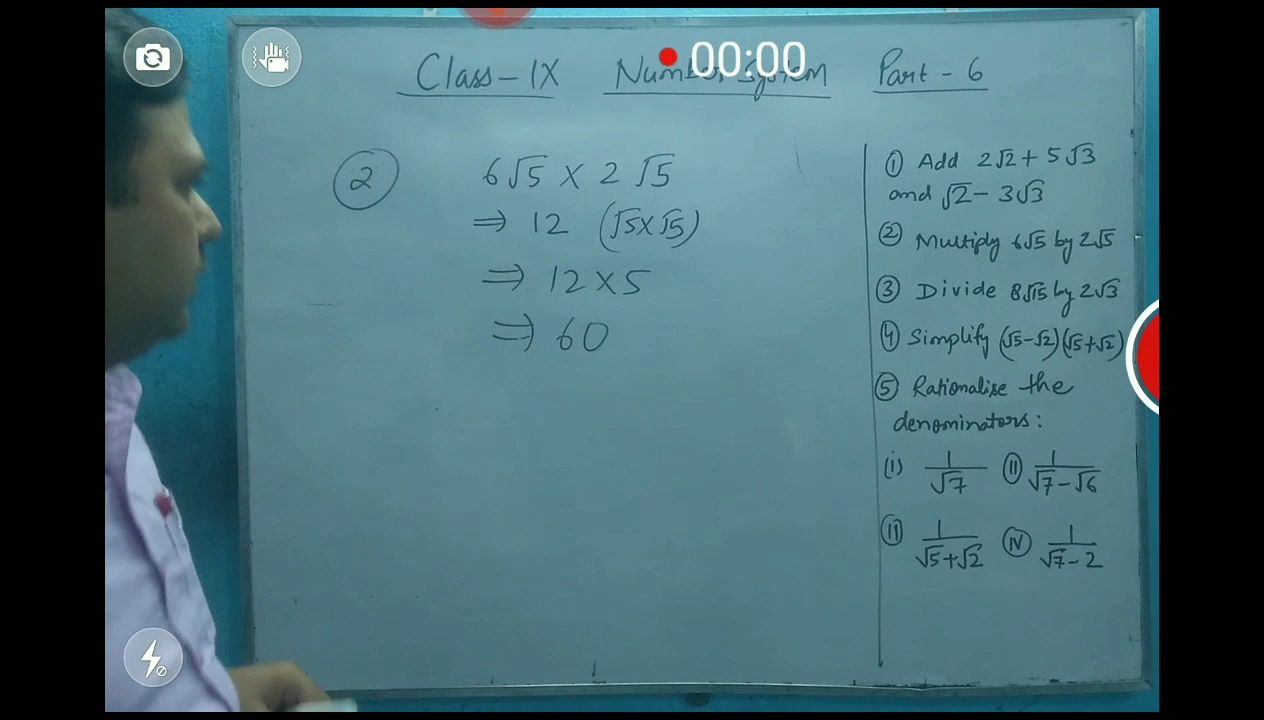 00:00
Class-IX Number System Part-6
②
6√5 × 2√5
⇒ 12 (√5×√5)
⇒ 12×5
⇒ 60
① Add 2√2+5√3
and √2-3√3
② Multiply 6√5 by 2√5
③ Divide 8√15 by 2√3
④ Simplify (√5-√2)(√5+√2)
⑤ Rationalise the
denominators:
(i) 1/√7 (ii) 1/(√7-√6)
(iii) 1/(√5+√2) (iv) 1/(√7-2)